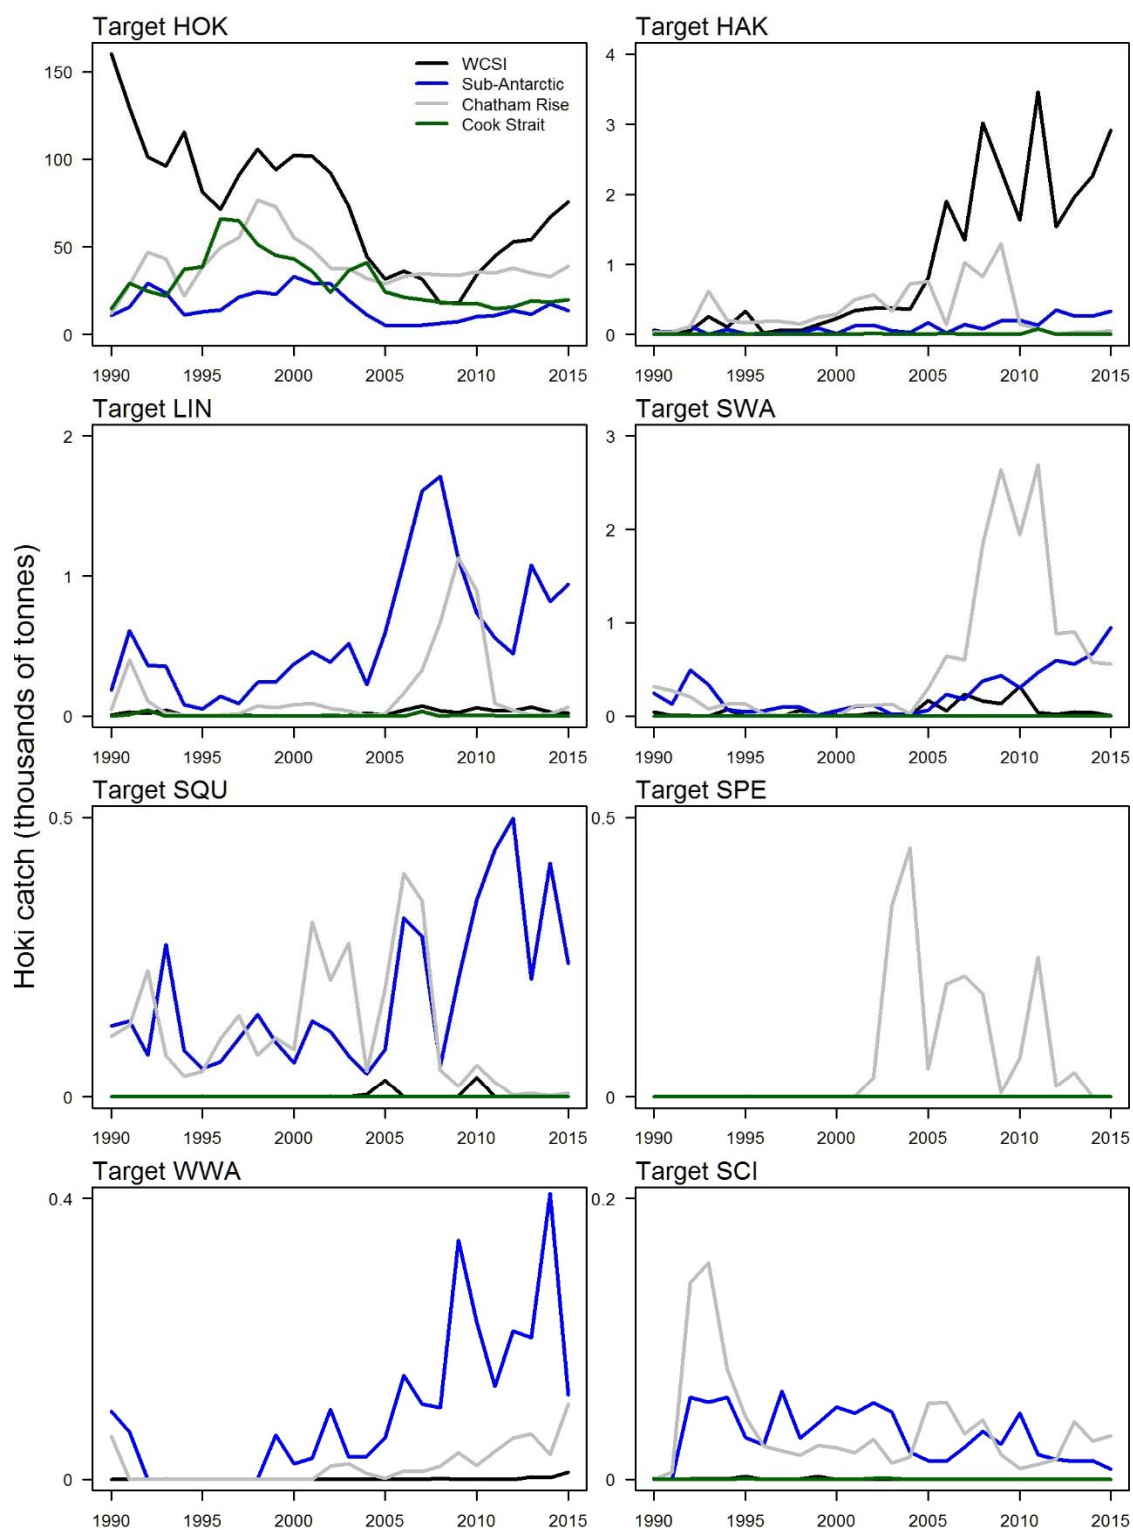 Target HOK
150
100
50
0
WCSI
Sub-Antarctic
Chatham Rise
Cook Strait
1990 1995 2000 2005 2010 2015
Target HAK
4
3
2
1
0
1990 1995 2000 2005 2010 2015
Target LIN
2
1
0
1990 1995 2000 2005 2010 2015
Target SWA
3
2
1
0
1990 1995 2000 2005 2010 2015
Hoki catch (thousands of tonnes)
Target SQU
0.5
0
1990 1995 2000 2005 2010 2015
Target SPE
0.5
0
1990 1995 2000 2005 2010 2015
Target WWA
0.4
0
1990 1995 2000 2005 2010 2015
Target SCI
0.2
0
1990 1995 2000 2005 2010 2015